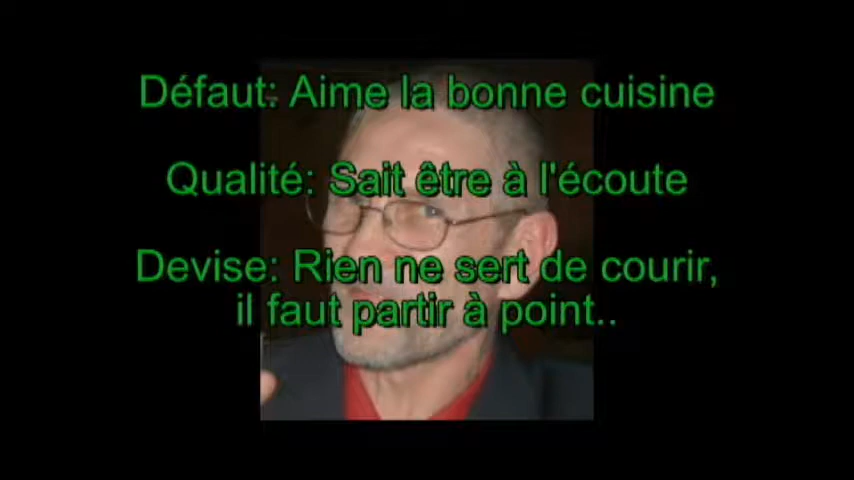 Défaut: Aime la bonne cuisine
Qualité: Sait être à l'écoute
Devise: Rien ne sert de courir,
il faut partir à point..